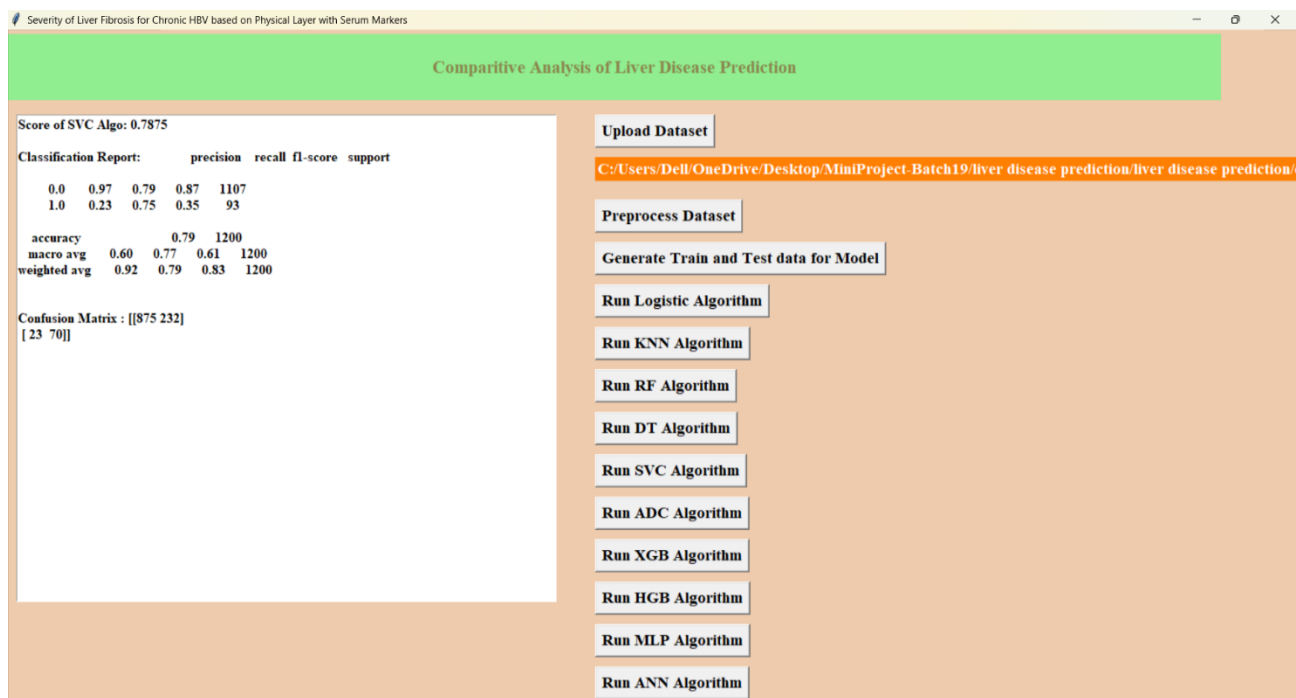 Severity of Liver Fibrosis for Chronic HBV based on Physical Layer with Serum Markers
Comparitive Analysis of Liver Disease Prediction
Score of SVC Algo: 0.7875
Classification Report: precision recall f1-score support
0.0 0.97 0.79 0.87 1107
1.0 0.23 0.75 0.35 93
accuracy 0.79 1200
macro avg 0.60 0.77 0.61 1200
weighted avg 0.92 0.79 0.83 1200
Confusion Matrix : [[875 232]
[ 23 70]]
Upload Dataset
C:/Users/Dell/OneDrive/Desktop/MiniProject-Batch19/liver disease prediction/liver disease prediction/
Preprocess Dataset
Generate Train and Test data for Model
Run Logistic Algorithm
Run KNN Algorithm
Run RF Algorithm
Run DT Algorithm
Run SVC Algorithm
Run ADC Algorithm
Run XGB Algorithm
Run HGB Algorithm
Run MLP Algorithm
Run ANN Algorithm